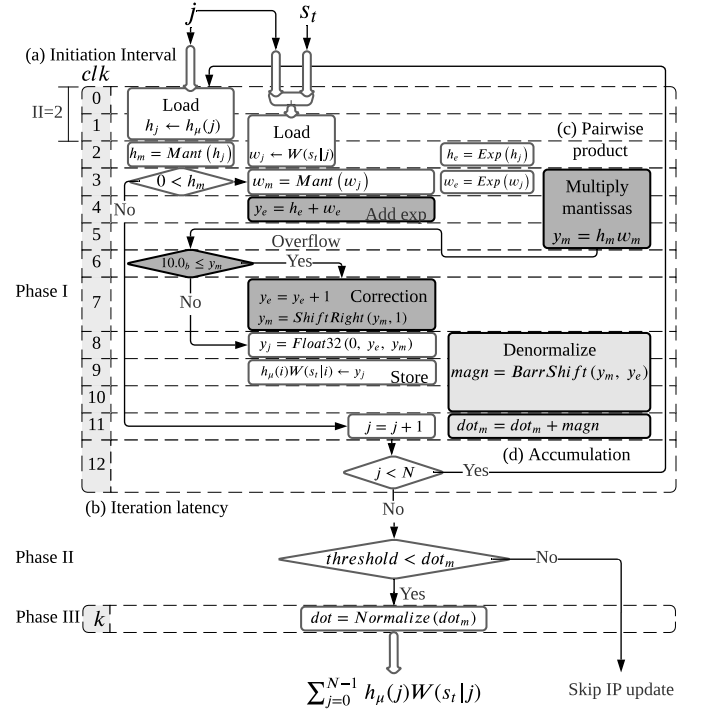 j
s_t
(a) Initiation Interval
clk
II=2
0
Load
h_j ← h_μ(j)
1
Load
w_j ← W(s_t|j)
(c) Pairwise
product
2
h_m = Mant(h_j)
h_e = Exp(h_j)
3
0 < h_m
w_m = Mant(w_j)
w_e = Exp(w_j)
Multiply
mantissas
y_m = h_m w_m
No
4
y_e = h_e + w_e
Add exp
5
Overflow
6
10.0_b ≤ y_m
Yes
Phase I
No
7
y_e = y_e + 1
Correction
y_m = ShiftRight(y_m, 1)
8
y_j = Float32(0, y_e, y_m)
Denormalize
magn = BarrShift(y_m, y_e)
9
h_μ(i)W(s_t|i) ← y_j
Store
10
11
j = j + 1
dot_m = dot_m + magn
(d) Accumulation
12
j < N
Yes
(b) Iteration latency
No
Phase II
threshold < dot_m
No
Yes
Phase III
k
dot = Normalize(dot_m)
∑_{j=0}^{N−1} h_μ(j)W(s_t|j)
Skip IP update